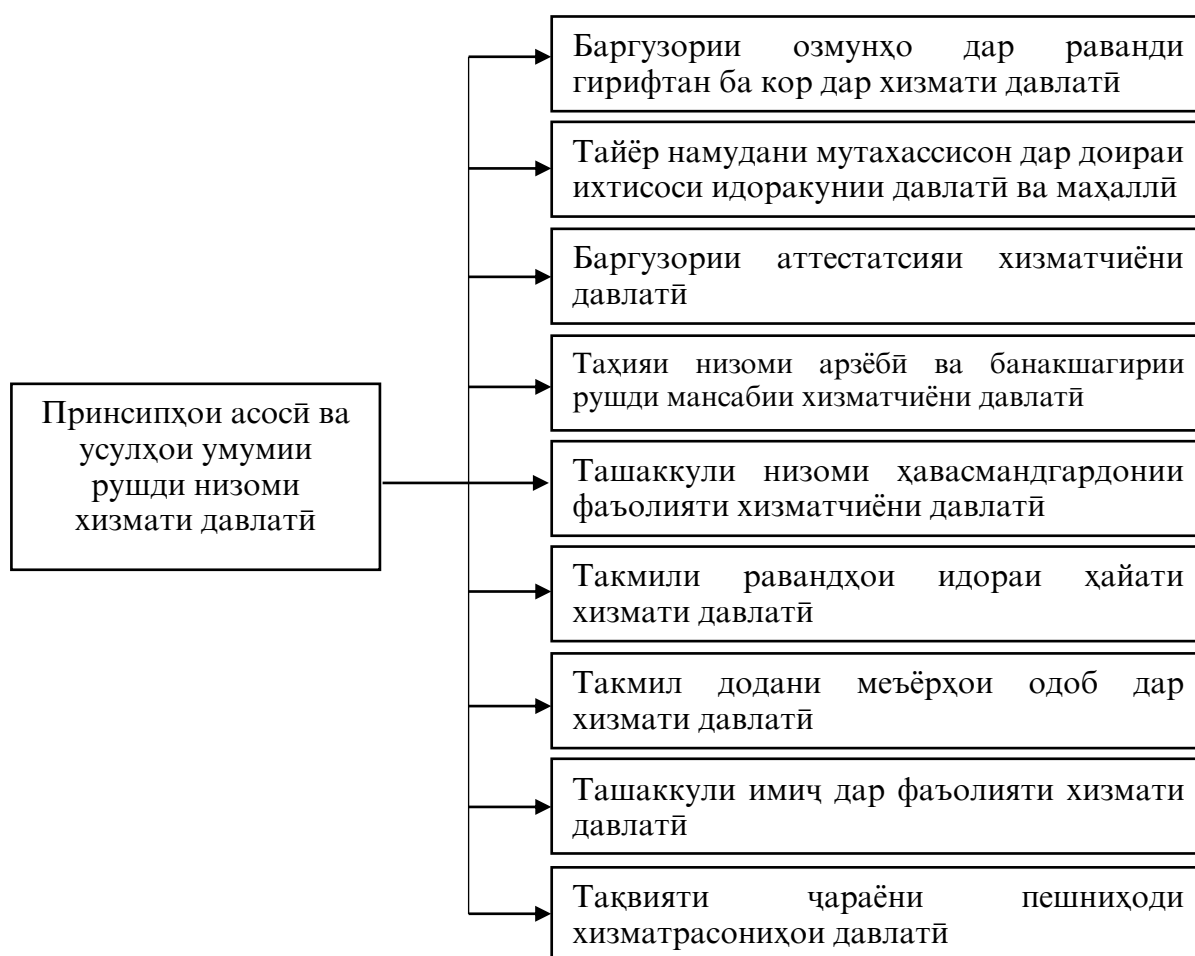 Принсипҳои асосӣ ва
усулҳои умумии
рушди низоми
хизмати давлатӣ
Баргузории озмунҳо дар раванди
гирифтан ба кор дар хизмати давлатӣ
Тайёр намудани мутахассисон дар доираи
ихтисоси идоракунии давлатӣ ва маҳаллӣ
Баргузории аттестатсияи хизматчиёни
давлатӣ
Таҳияи низоми арзёбӣ ва банакшагирии
рушди мансабии хизматчиёни давлатӣ
Ташаккули низоми ҳавасмандгардонии
фаъолияти хизматчиёни давлатӣ
Такмили равандҳои идораи ҳайати
хизмати давлатӣ
Такмил додани меъёрҳои одоб дар
хизмати давлатӣ
Ташаккули имиҷ дар фаъолияти хизмати
давлатӣ
Тақвияти ҷараёни пешниҳоди
хизматрасониҳои давлатӣ